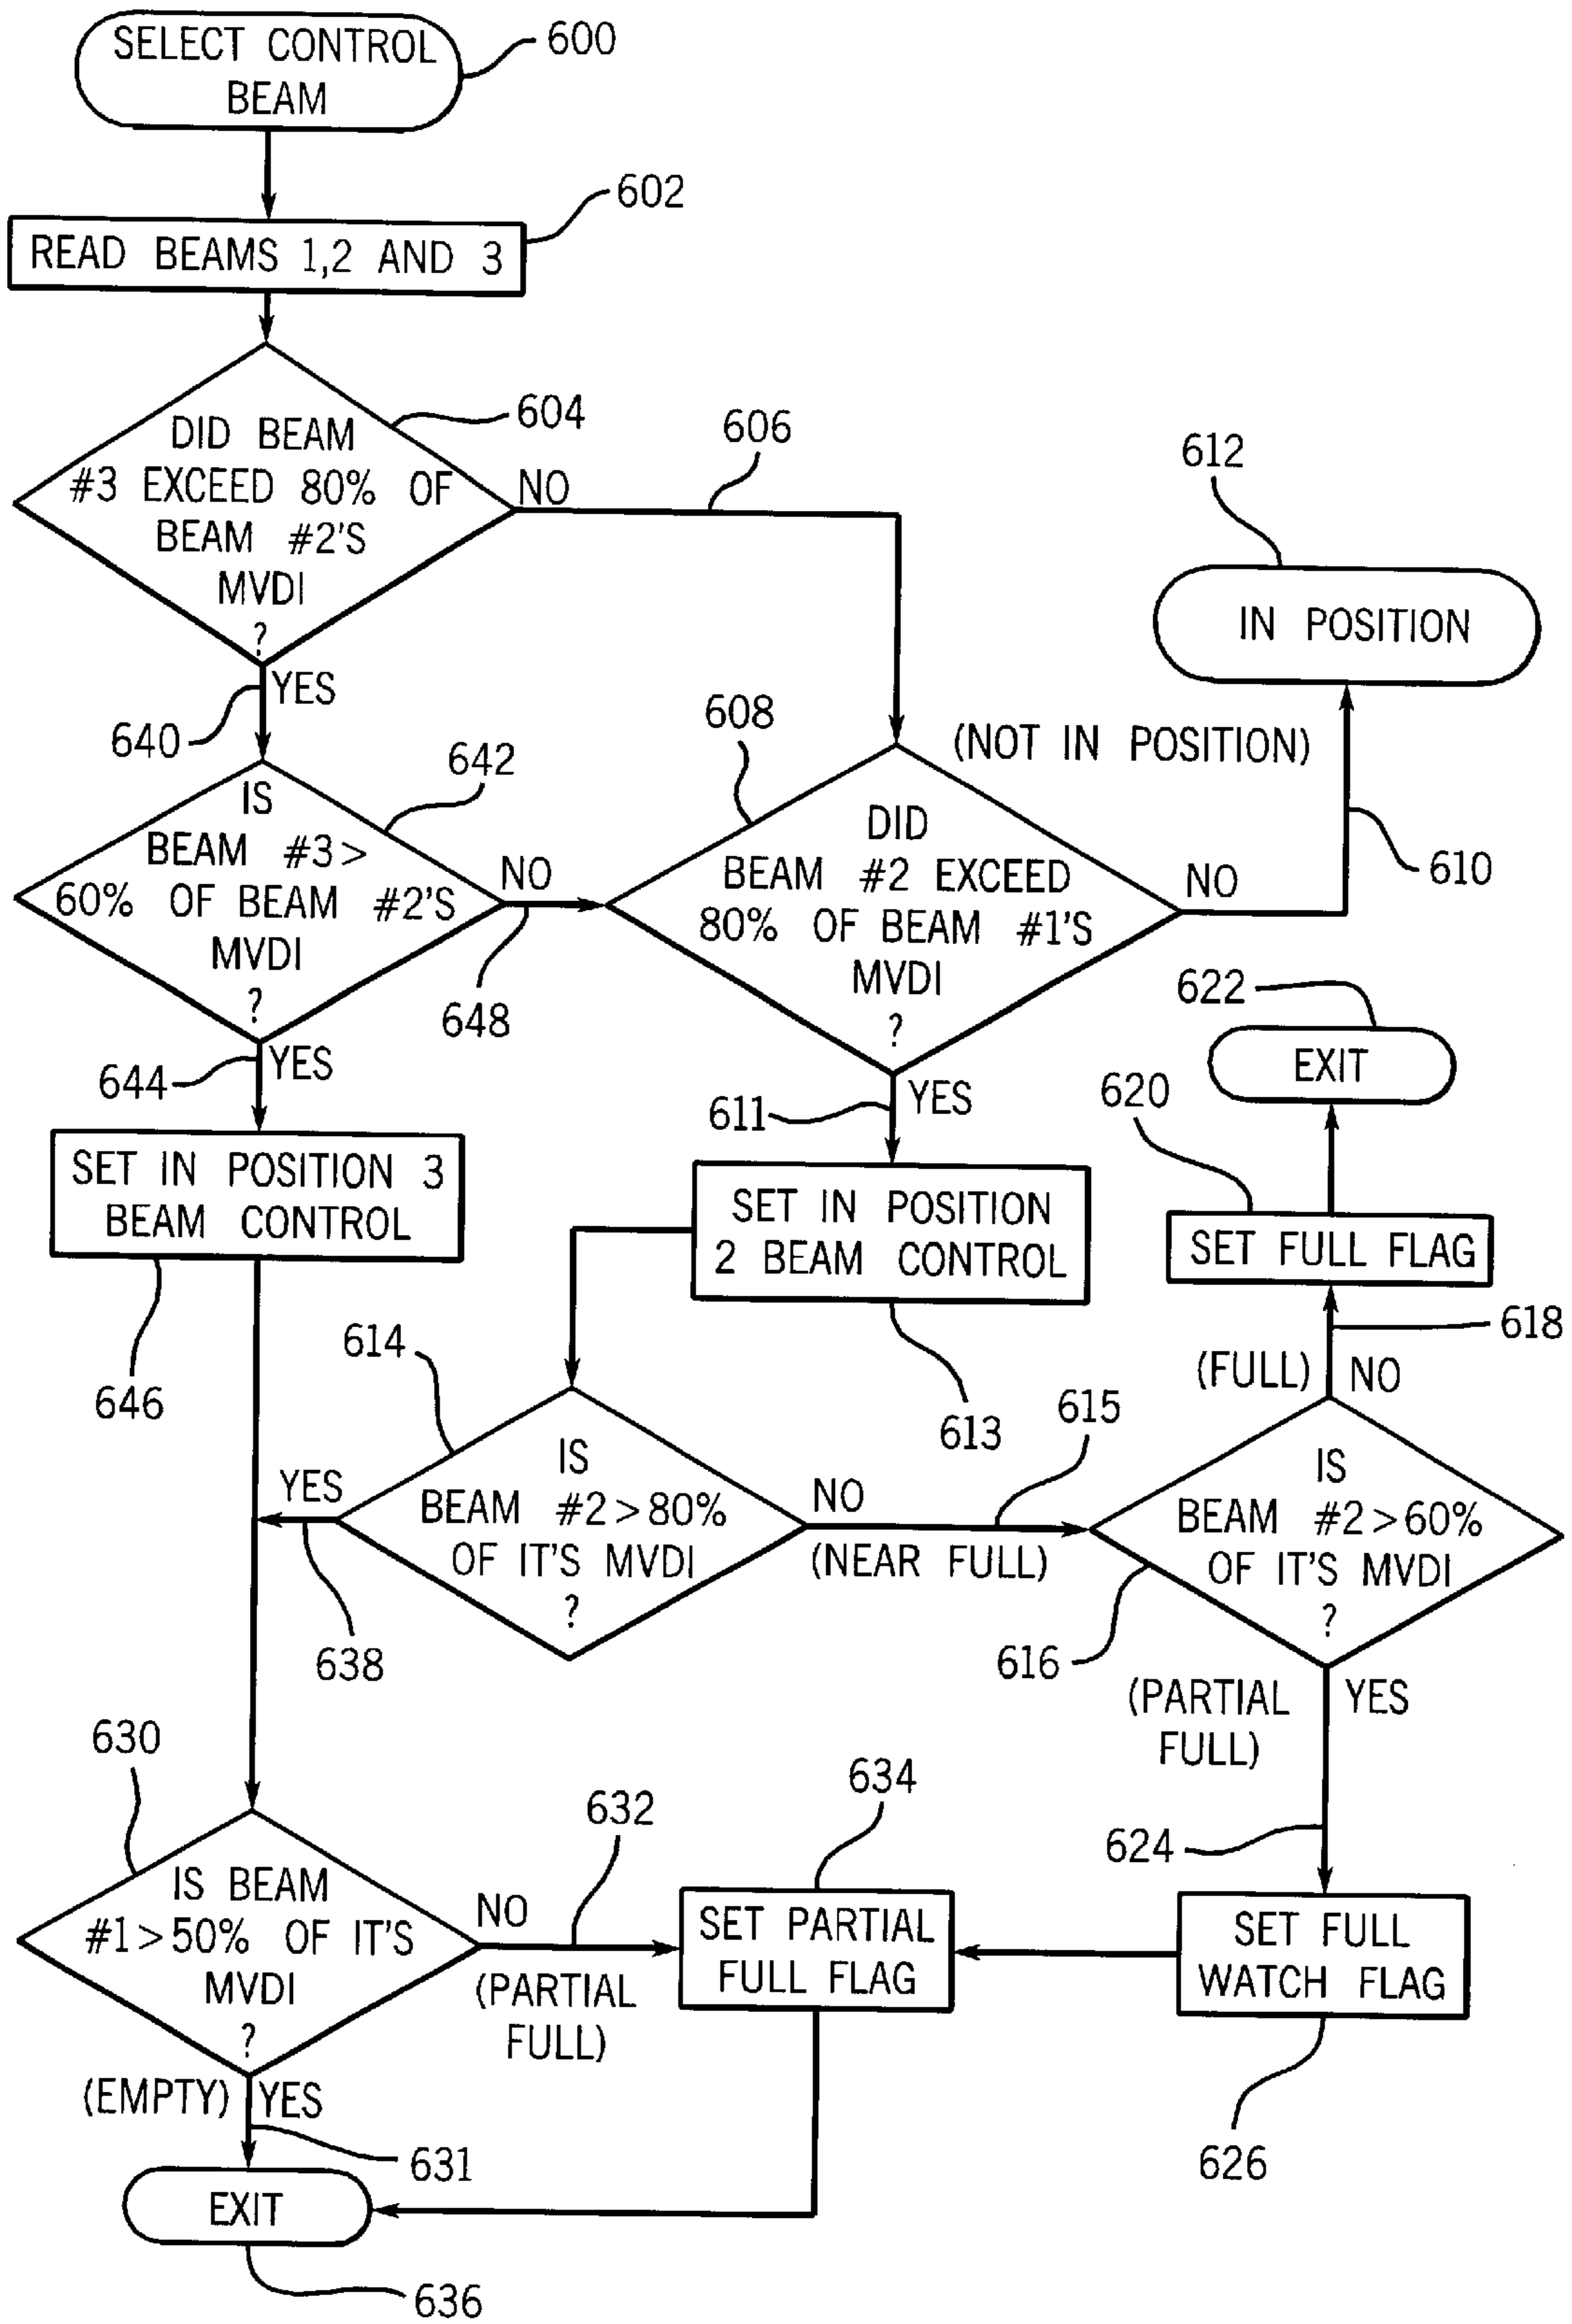 SELECT CONTROL
BEAM
600
602
READ BEAMS 1,2 AND 3
604
DID BEAM
#3 EXCEED 80% OF
BEAM #2'S
MVDI
?
NO
606
612
IN POSITION
YES
640
642
608
(NOT IN POSITION)
IS
BEAM #3 >
60% OF BEAM #2'S
MVDI
?
NO
648
DID
BEAM #2 EXCEED
80% OF BEAM #1'S
MVDI
?
NO
610
622
EXIT
644
YES
611
YES
620
SET IN POSITION 3
BEAM CONTROL
646
SET IN POSITION
2 BEAM CONTROL
613
SET FULL FLAG
618
(FULL)
NO
614
615
IS
BEAM #2 > 80%
OF IT'S MVDI
?
YES
638
NO
(NEAR FULL)
IS
BEAM #2 > 60%
OF IT'S MVDI
?
616
(PARTIAL
FULL)
YES
624
630
632
634
IS BEAM
#1 > 50% OF IT'S
MVDI
?
NO
(PARTIAL
FULL)
SET PARTIAL
FULL FLAG
SET FULL
WATCH FLAG
626
(EMPTY)
YES
631
EXIT
636